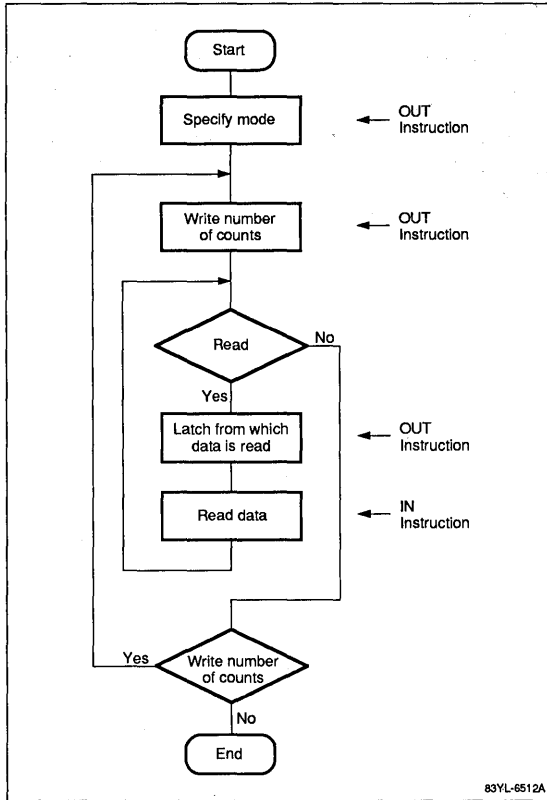 Start
Specify mode
OUT
Instruction
Write number
of counts
OUT
Instruction
Read
No
Yes
Latch from which
data is read
OUT
Instruction
Read data
IN
Instruction
Yes
Write number
of counts
No
End
83YL-6512A